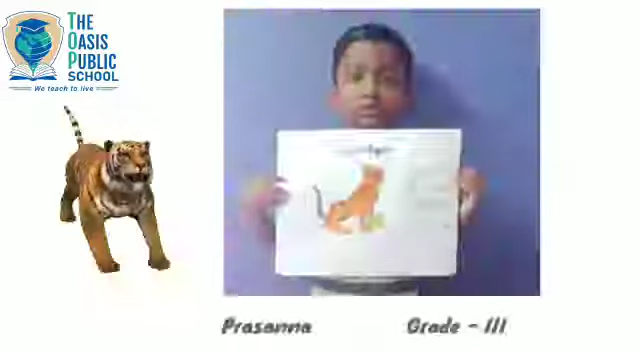 THE
OASIS
PUBLIC
SCHOOL
We teach to live
Prasanna
Grade - III